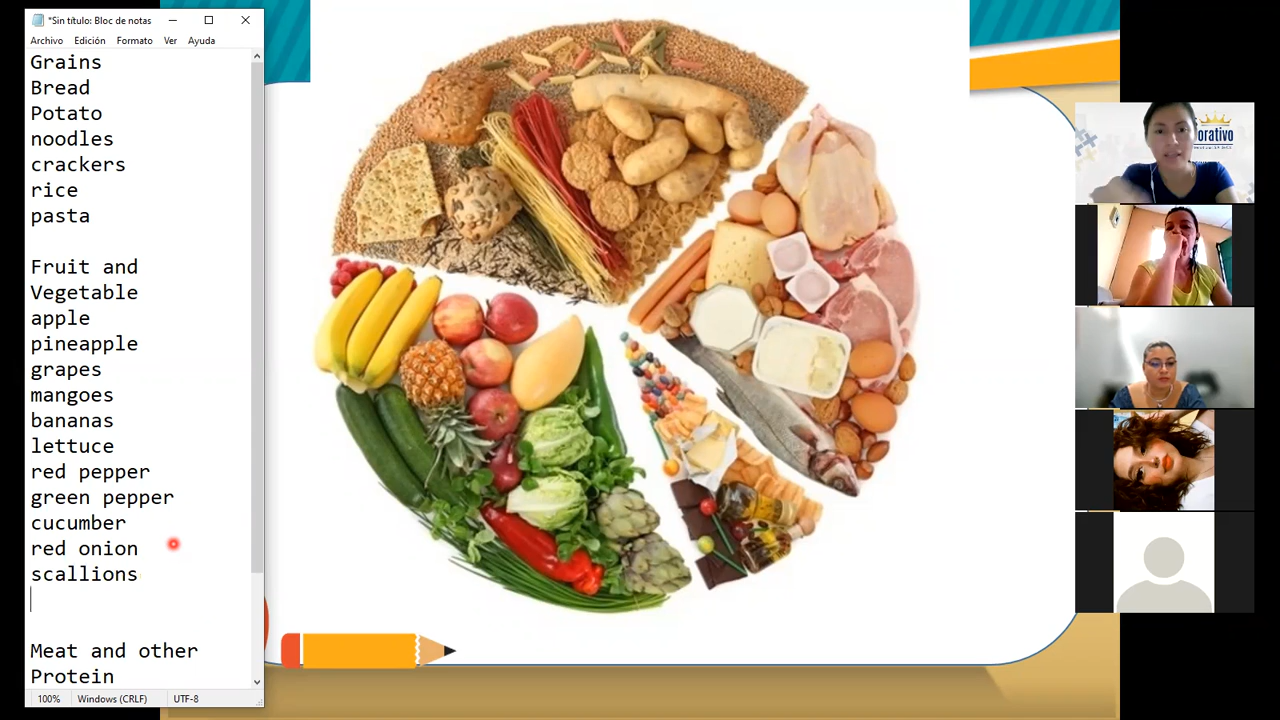 *Sin título: Bloc de notas
Archivo Edición Formato Ver Ayuda
Grains
Bread
Potato
noodles
crackers
rice
pasta
Fruit and
Vegetable
apple
pineapple
grapes
mangoes
bananas
lettuce
red pepper
green pepper
cucumber
red onion
scallions
Meat and other
Protein
100% Windows (CRLF) UTF-8
orativo